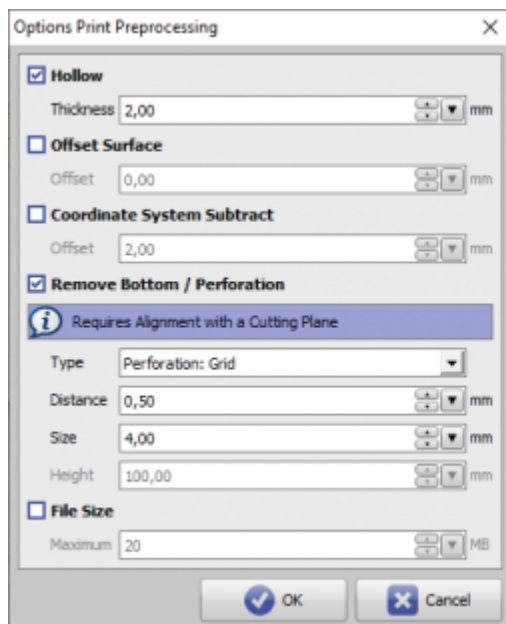 Options Print Preprocessing
Hollow
Thickness 2,00 mm
Offset Surface
Offset 0,00 mm
Coordinate System Subtract
Offset 2,00 mm
Remove Bottom / Perforation
Requires Alignment with a Cutting Plane
Type Perforation: Grid
Distance 0,50 mm
Size 4,00 mm
Height 100,00 mm
File Size
Maximum 20 MB
OK Cancel